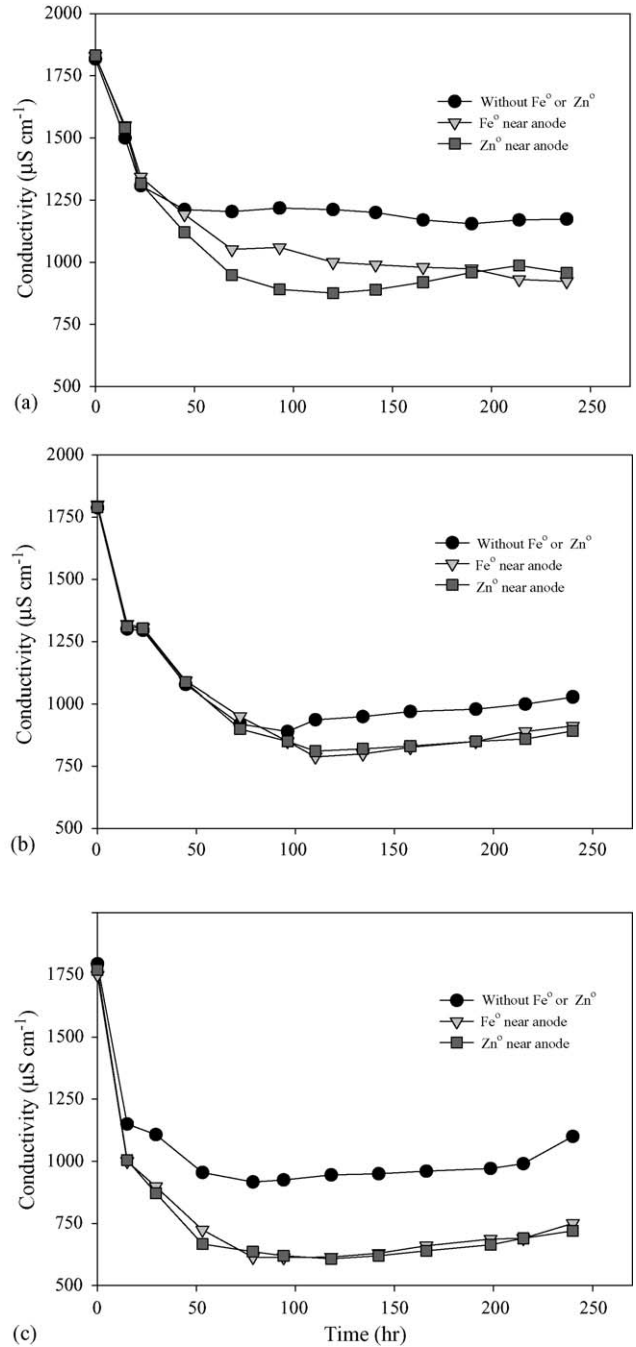 2000
1750
1500
1250
1000
750
500
Conductivity (µS cm⁻¹)
Without Fe° or Zn°
Fe° near anode
Zn° near anode
(a)
0 50 100 150 200 250
2000
1750
1500
1250
1000
750
500
Conductivity (µS cm⁻¹)
Without Fe° or Zn°
Fe° near anode
Zn° near anode
(b)
0 50 100 150 200 250
1750
1500
1250
1000
750
500
Conductivity (µS cm⁻¹)
Without Fe° or Zn°
Fe° near anode
Zn° near anode
0 50 100 150 200 250
(c)
Time (hr)